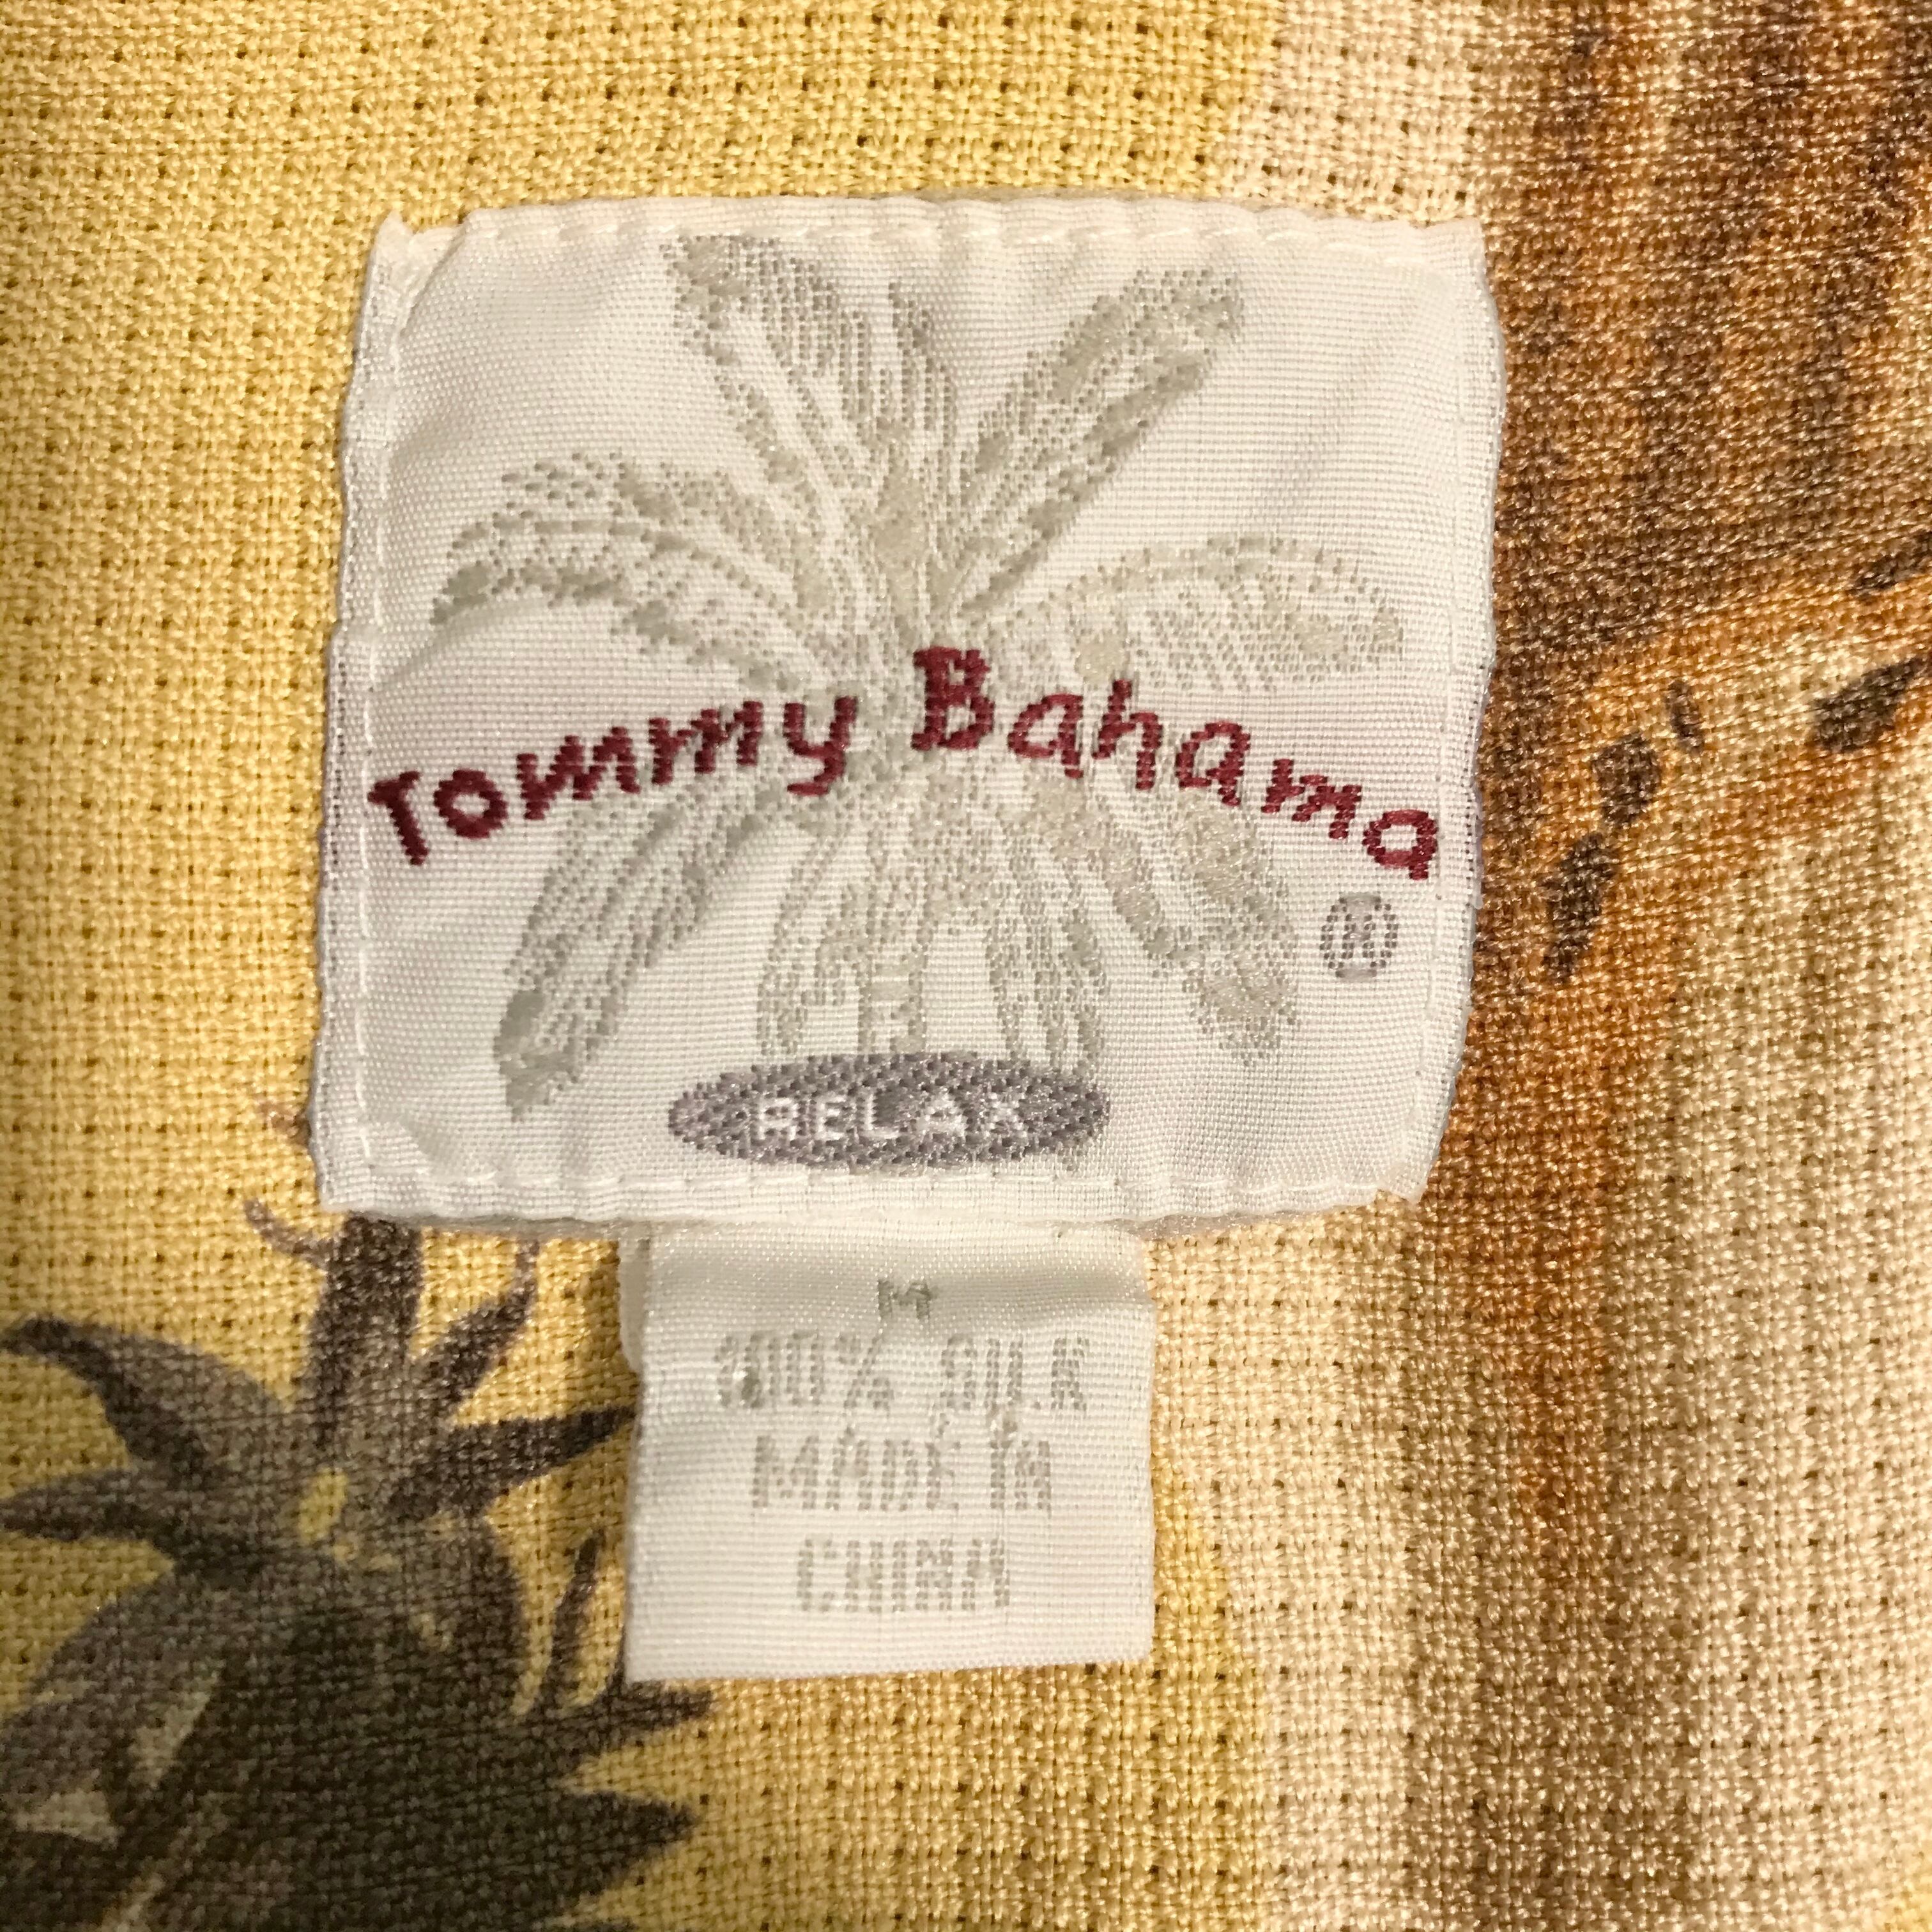 Tommy Bahama
®
RELAX
M
100% SILK
MADE IN
CHINA